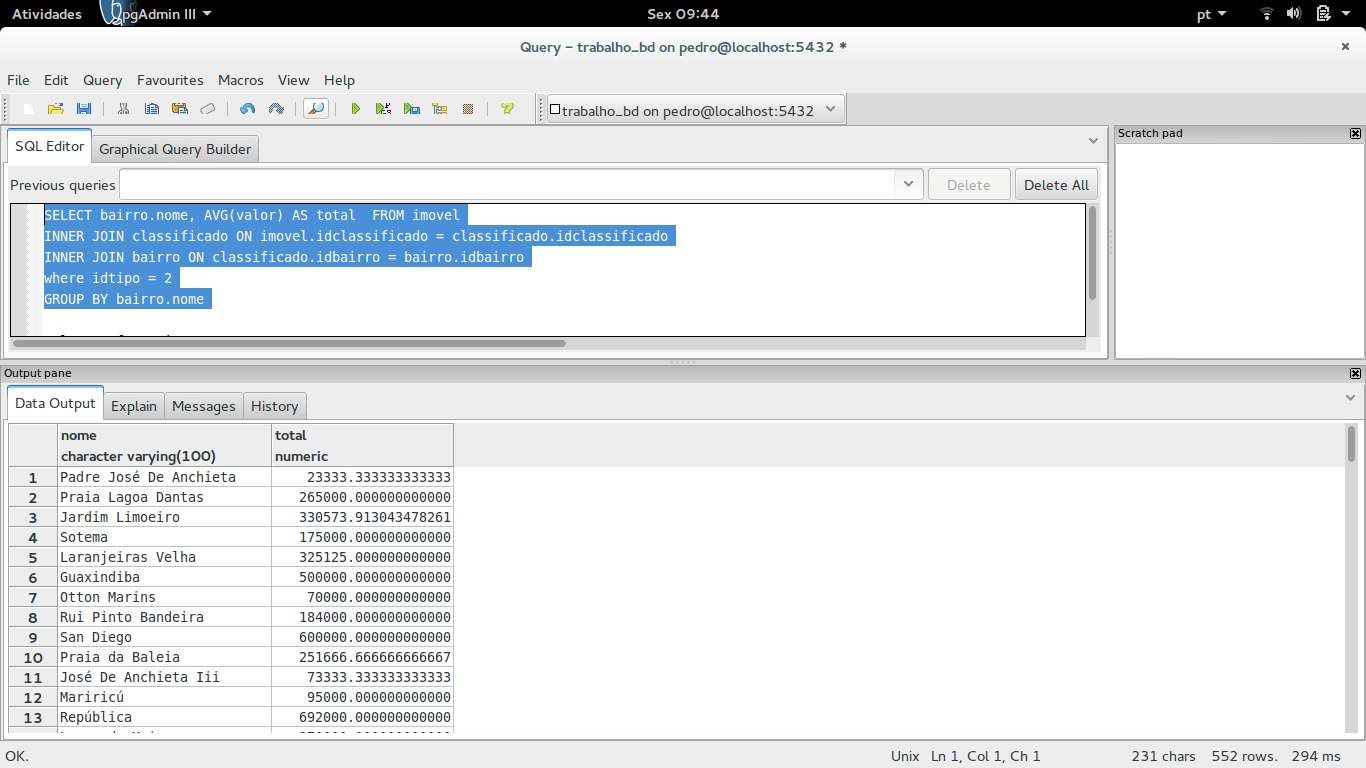 Atividades pgAdmin III Sex 09:44 pt
Query – trabalho_bd on pedro@localhost:5432 *
File Edit Query Favourites Macros View Help
trabalho_bd on pedro@localhost:5432
SQL Editor Graphical Query Builder
Scratch pad
Previous queries Delete Delete All
SELECT bairro.nome, AVG(valor) AS total  FROM imovel
INNER JOIN classificado ON imovel.idclassificado = classificado.idclassificado
INNER JOIN bairro ON classificado.idbairro = bairro.idbairro
where idtipo = 2
GROUP BY bairro.nome
Output pane
Data Output Explain Messages History
nome total
character varying(100) numeric
1 Padre José De Anchieta 23333.333333333333
2 Praia Lagoa Dantas 265000.000000000000
3 Jardim Limoeiro 330573.913043478261
4 Sotema 175000.000000000000
5 Laranjeiras Velha 325125.000000000000
6 Guaxindiba 500000.000000000000
7 Otton Marins 70000.000000000000
8 Rui Pinto Bandeira 184000.000000000000
9 San Diego 600000.000000000000
10 Praia da Baleia 251666.666666666667
11 José De Anchieta Iii 73333.333333333333
12 Mariricú 95000.000000000000
13 República 692000.000000000000
OK. Unix Ln 1, Col 1, Ch 1 231 chars 552 rows. 294 ms